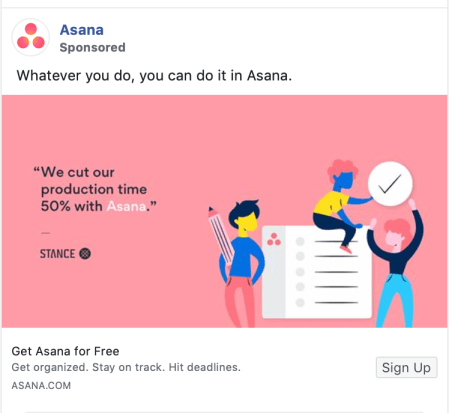 Asana
Sponsored
Whatever you do, you can do it in Asana.
“We cut our
production time
50% with Asana.”
STANCE
Get Asana for Free
Get organized. Stay on track. Hit deadlines.
Sign Up
ASANA.COM